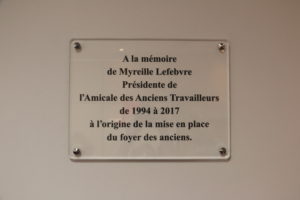 A la mémoire
de Myreille Lefebvre
Présidente de
l'Amicale des Anciens Travailleurs
de 1994 à 2017
à l'origine de la mise en place
du foyer des anciens.